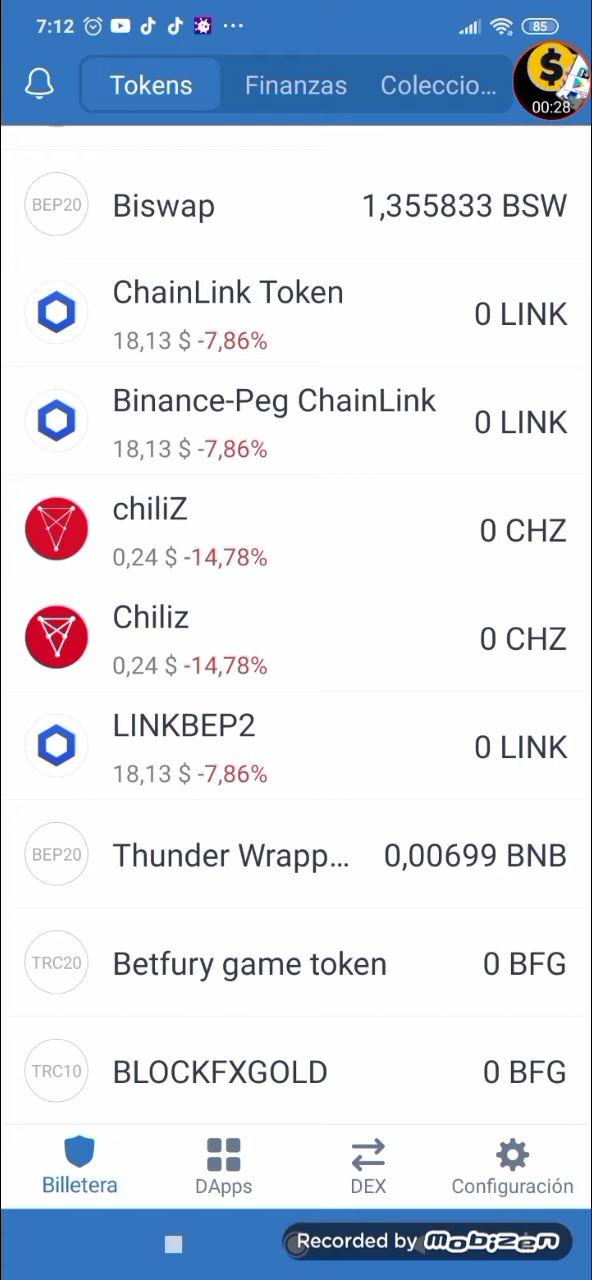 7:12
85
Tokens
Finanzas
Coleccio...
$
00:28
BEP20
Biswap
1,355833 BSW
ChainLink Token
0 LINK
18,13 $ -7,86%
Binance-Peg ChainLink
0 LINK
18,13 $ -7,86%
chiliZ
0 CHZ
0,24 $ -14,78%
Chiliz
0 CHZ
0,24 $ -14,78%
LINKBEP2
0 LINK
18,13 $ -7,86%
BEP20
Thunder Wrapp...
0,00699 BNB
TRC20
Betfury game token
0 BFG
TRC10
BLOCKFXGOLD
0 BFG
Billetera
DApps
DEX
Configuración
Recorded by Mobizen